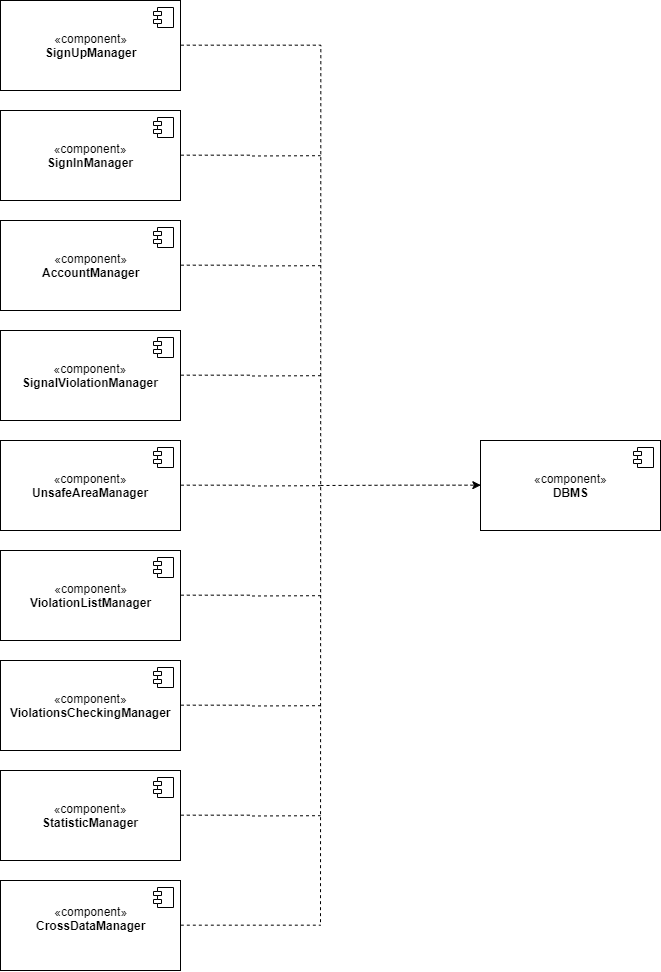 «component»
SignUpManager
«component»
SignInManager
«component»
AccountManager
«component»
SignalViolationManager
«component»
UnsafeAreaManager
«component»
DBMS
«component»
ViolationListManager
«component»
ViolationsCheckingManager
«component»
StatisticManager
«component»
CrossDataManager